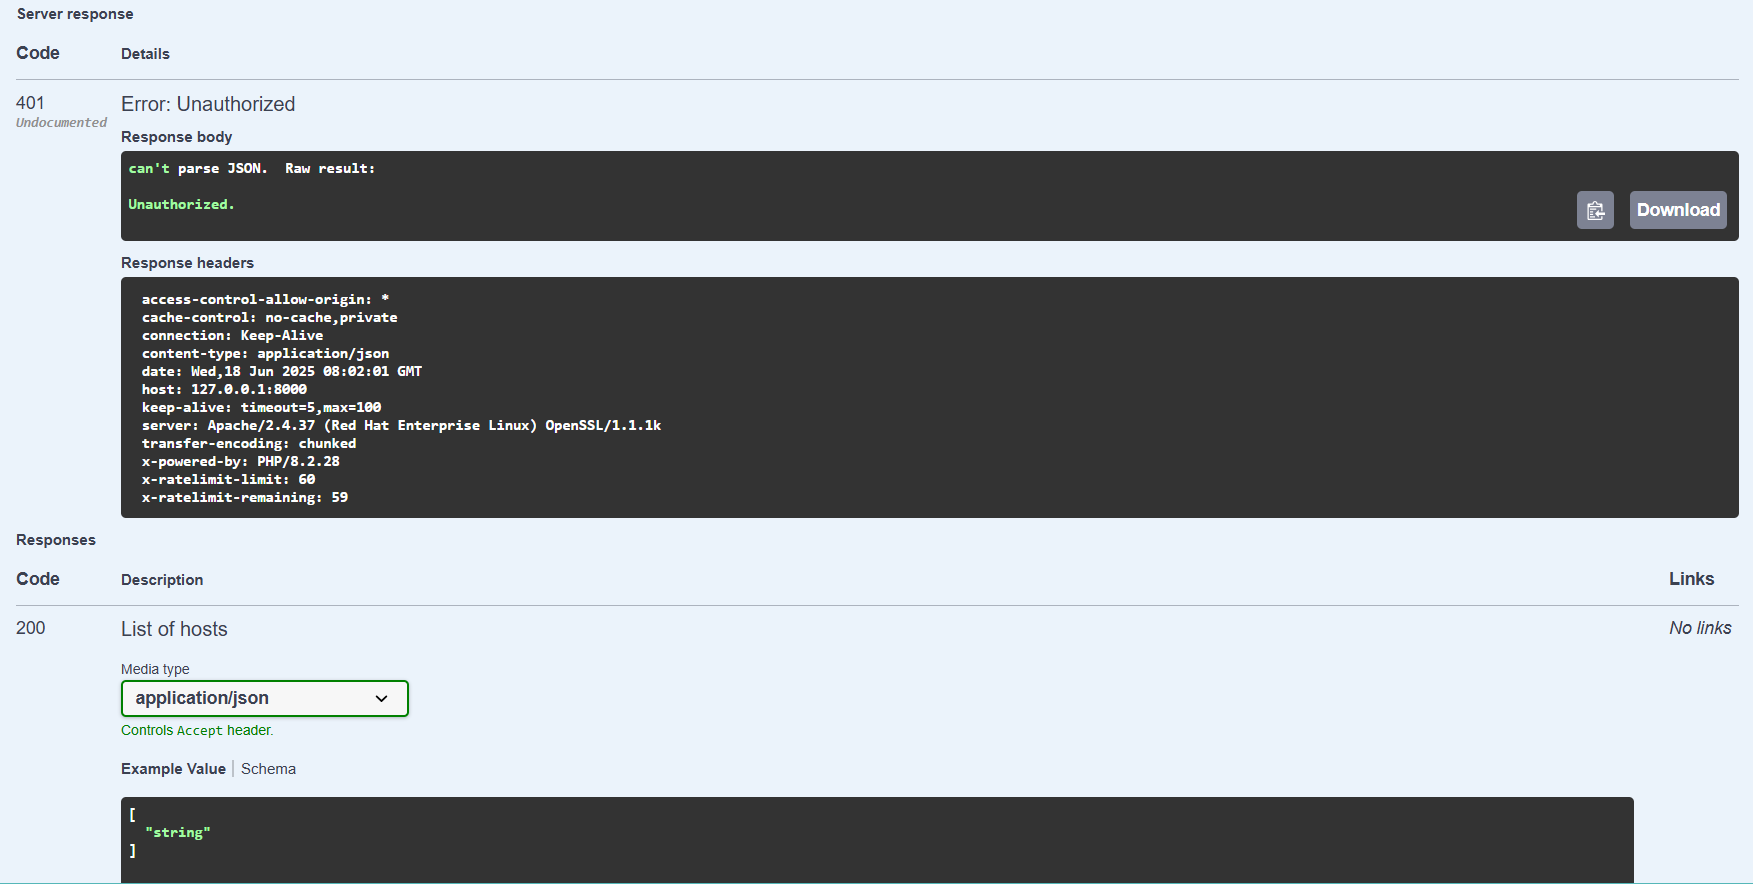 Server response
Code Details
401 Error: Unauthorized
Undocumented
Response body
can't parse JSON.  Raw result:
Unauthorized.
Download
Response headers
access-control-allow-origin: *
cache-control: no-cache,private
connection: Keep-Alive
content-type: application/json
date: Wed,18 Jun 2025 08:02:01 GMT
host: 127.0.0.1:8000
keep-alive: timeout=5,max=100
server: Apache/2.4.37 (Red Hat Enterprise Linux) OpenSSL/1.1.1k
transfer-encoding: chunked
x-powered-by: PHP/8.2.28
x-ratelimit-limit: 60
x-ratelimit-remaining: 59
Responses
Code Description Links
200 List of hosts No links
Media type
application/json
Controls Accept header.
Example Value Schema
[
"string"
]